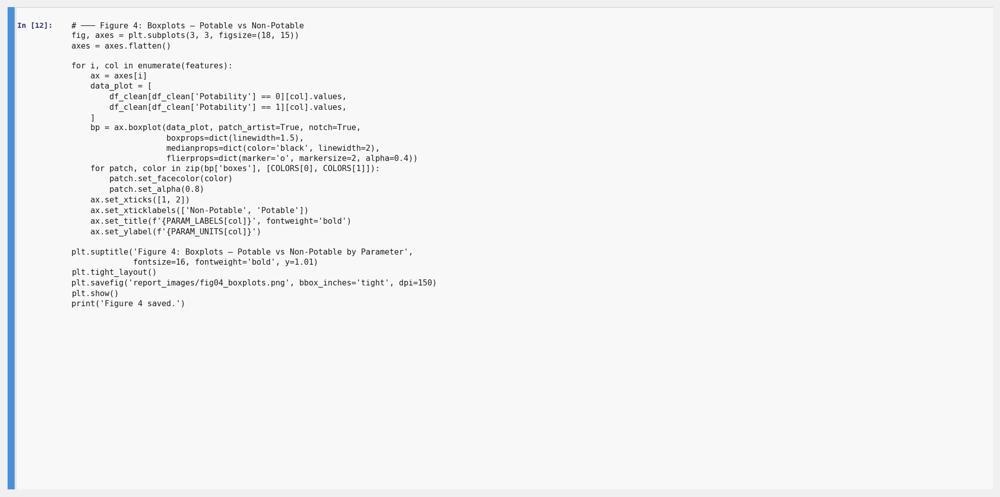 In [12]: # ─── Figure 4: Boxplots — Potable vs Non-Potable
fig, axes = plt.subplots(3, 3, figsize=(18, 15))
axes = axes.flatten()

for i, col in enumerate(features):
    ax = axes[i]
    data_plot = [
        df_clean[df_clean['Potability'] == 0][col].values,
        df_clean[df_clean['Potability'] == 1][col].values,
    ]
    bp = ax.boxplot(data_plot, patch_artist=True, notch=True,
                    boxprops=dict(linewidth=1.5),
                    medianprops=dict(color='black', linewidth=2),
                    flierprops=dict(marker='o', markersize=2, alpha=0.4))
    for patch, color in zip(bp['boxes'], [COLORS[0], COLORS[1]]):
        patch.set_facecolor(color)
        patch.set_alpha(0.8)
    ax.set_xticks([1, 2])
    ax.set_xticklabels(['Non-Potable', 'Potable'])
    ax.set_title(f'{PARAM_LABELS[col]}', fontweight='bold')
    ax.set_ylabel(f'{PARAM_UNITS[col]}')

plt.suptitle('Figure 4: Boxplots — Potable vs Non-Potable by Parameter',
             fontsize=16, fontweight='bold', y=1.01)
plt.tight_layout()
plt.savefig('report_images/fig04_boxplots.png', bbox_inches='tight', dpi=150)
plt.show()
print('Figure 4 saved.')